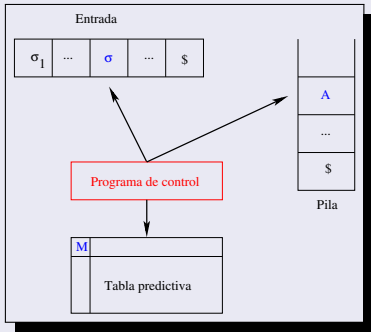 Entrada
σ1 ... σ ... $
A
...
$
Programa de control
Pila
M
Tabla predictiva